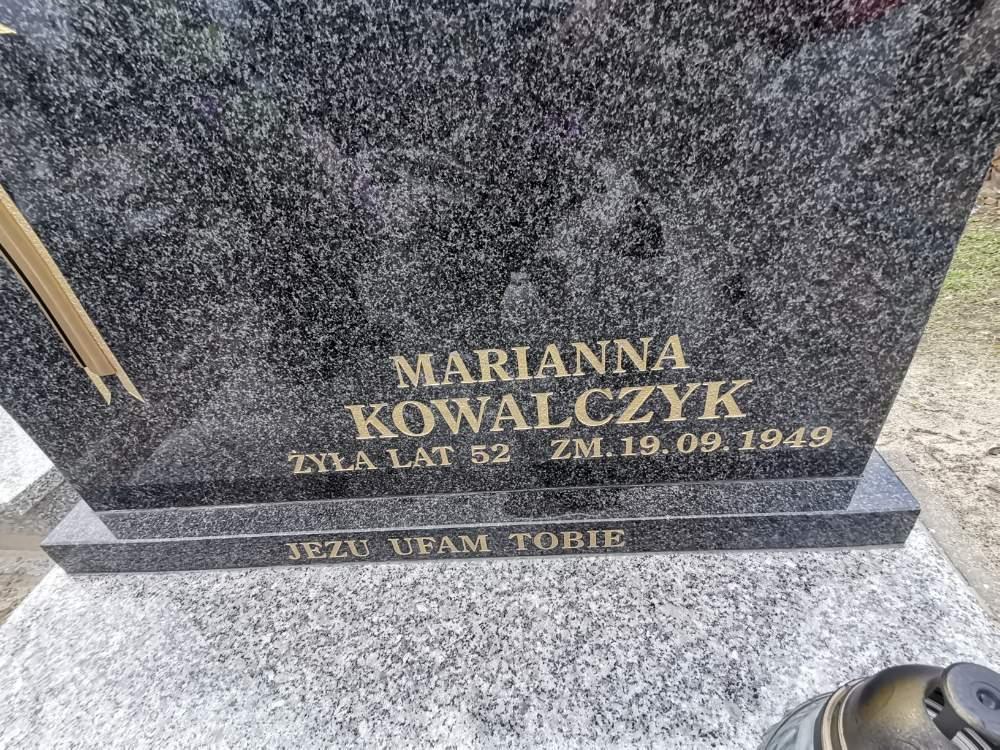 MARIANNA
KOWALCZYK
ŻYŁA LAT 52 ZM. 19.09.1949
JEZU UFAM TOBIE